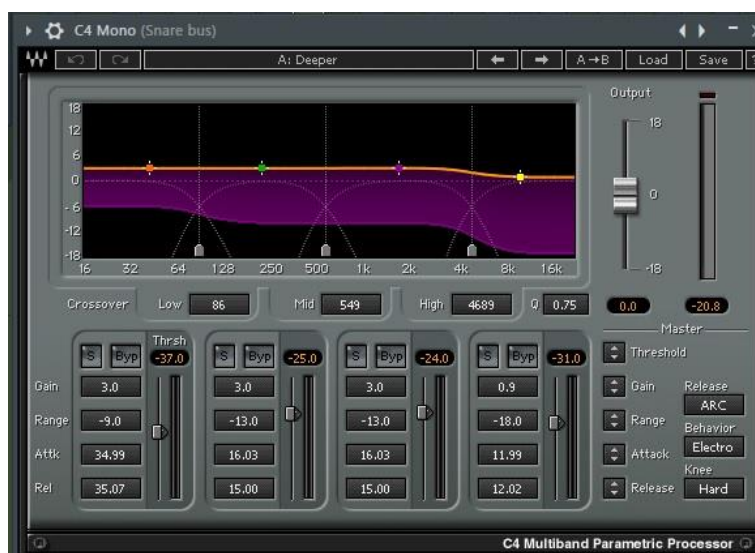 C4 Mono (Snare bus)
A: Deeper A→B Load Save
Output
18
12
6
0
-6
-12
-18
16 32 64 128 250 500 1k 2k 4k 8k 16k
18
0
-18
Crossover Low 86 Mid 549 High 4689 Q 0.75 0.0 -20.8
Thrsh
S Byp -37.0 S Byp -25.0 S Byp -24.0 S Byp -31.0
Gain 3.0 3.0 3.0 0.9
Range -9.0 -13.0 -13.0 -18.0
Attk 34.99 16.03 16.03 11.99
Rel 35.07 15.00 15.00 12.02
Master
Threshold
Gain
Range
Attack
Release
Release
ARC
Behavior
Electro
Knee
Hard
C4 Multiband Parametric Processor